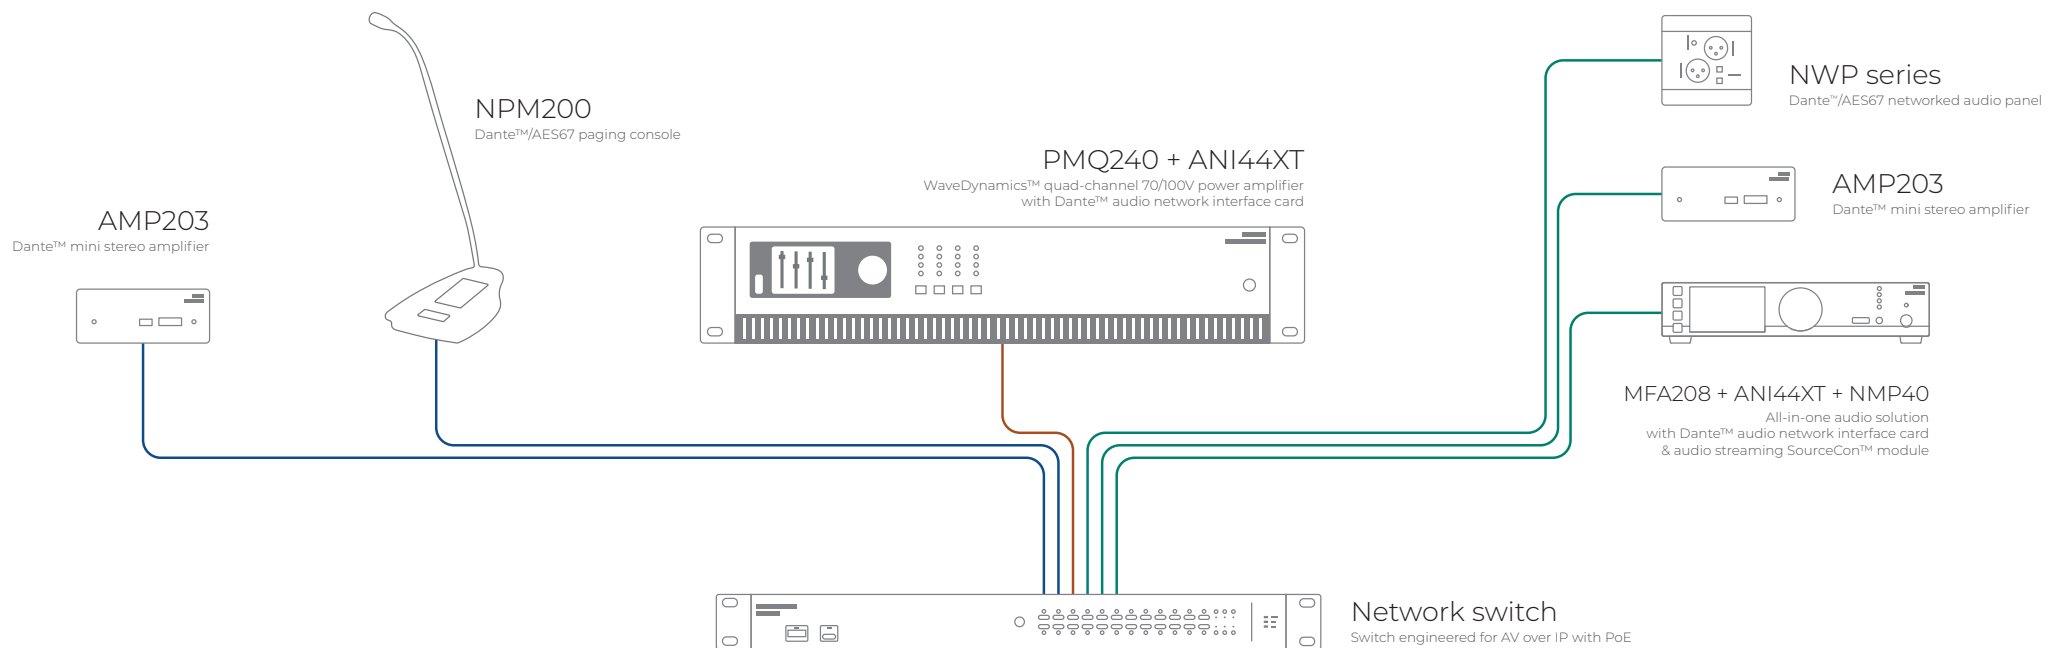 NPM200
Dante™/AES67 paging console
AMP203
Dante™ mini stereo amplifier
PMQ240 + ANI44XT
WaveDynamics™ quad-channel 70/100V power amplifier
with Dante™ audio network interface card
NWP series
Dante™/AES67 networked audio panel
AMP203
Dante™ mini stereo amplifier
MFA208 + ANI44XT + NMP40
All-in-one audio solution
with Dante™ audio network interface card
& audio streaming SourceCon™ module
Network switch
Switch engineered for AV over IP with PoE